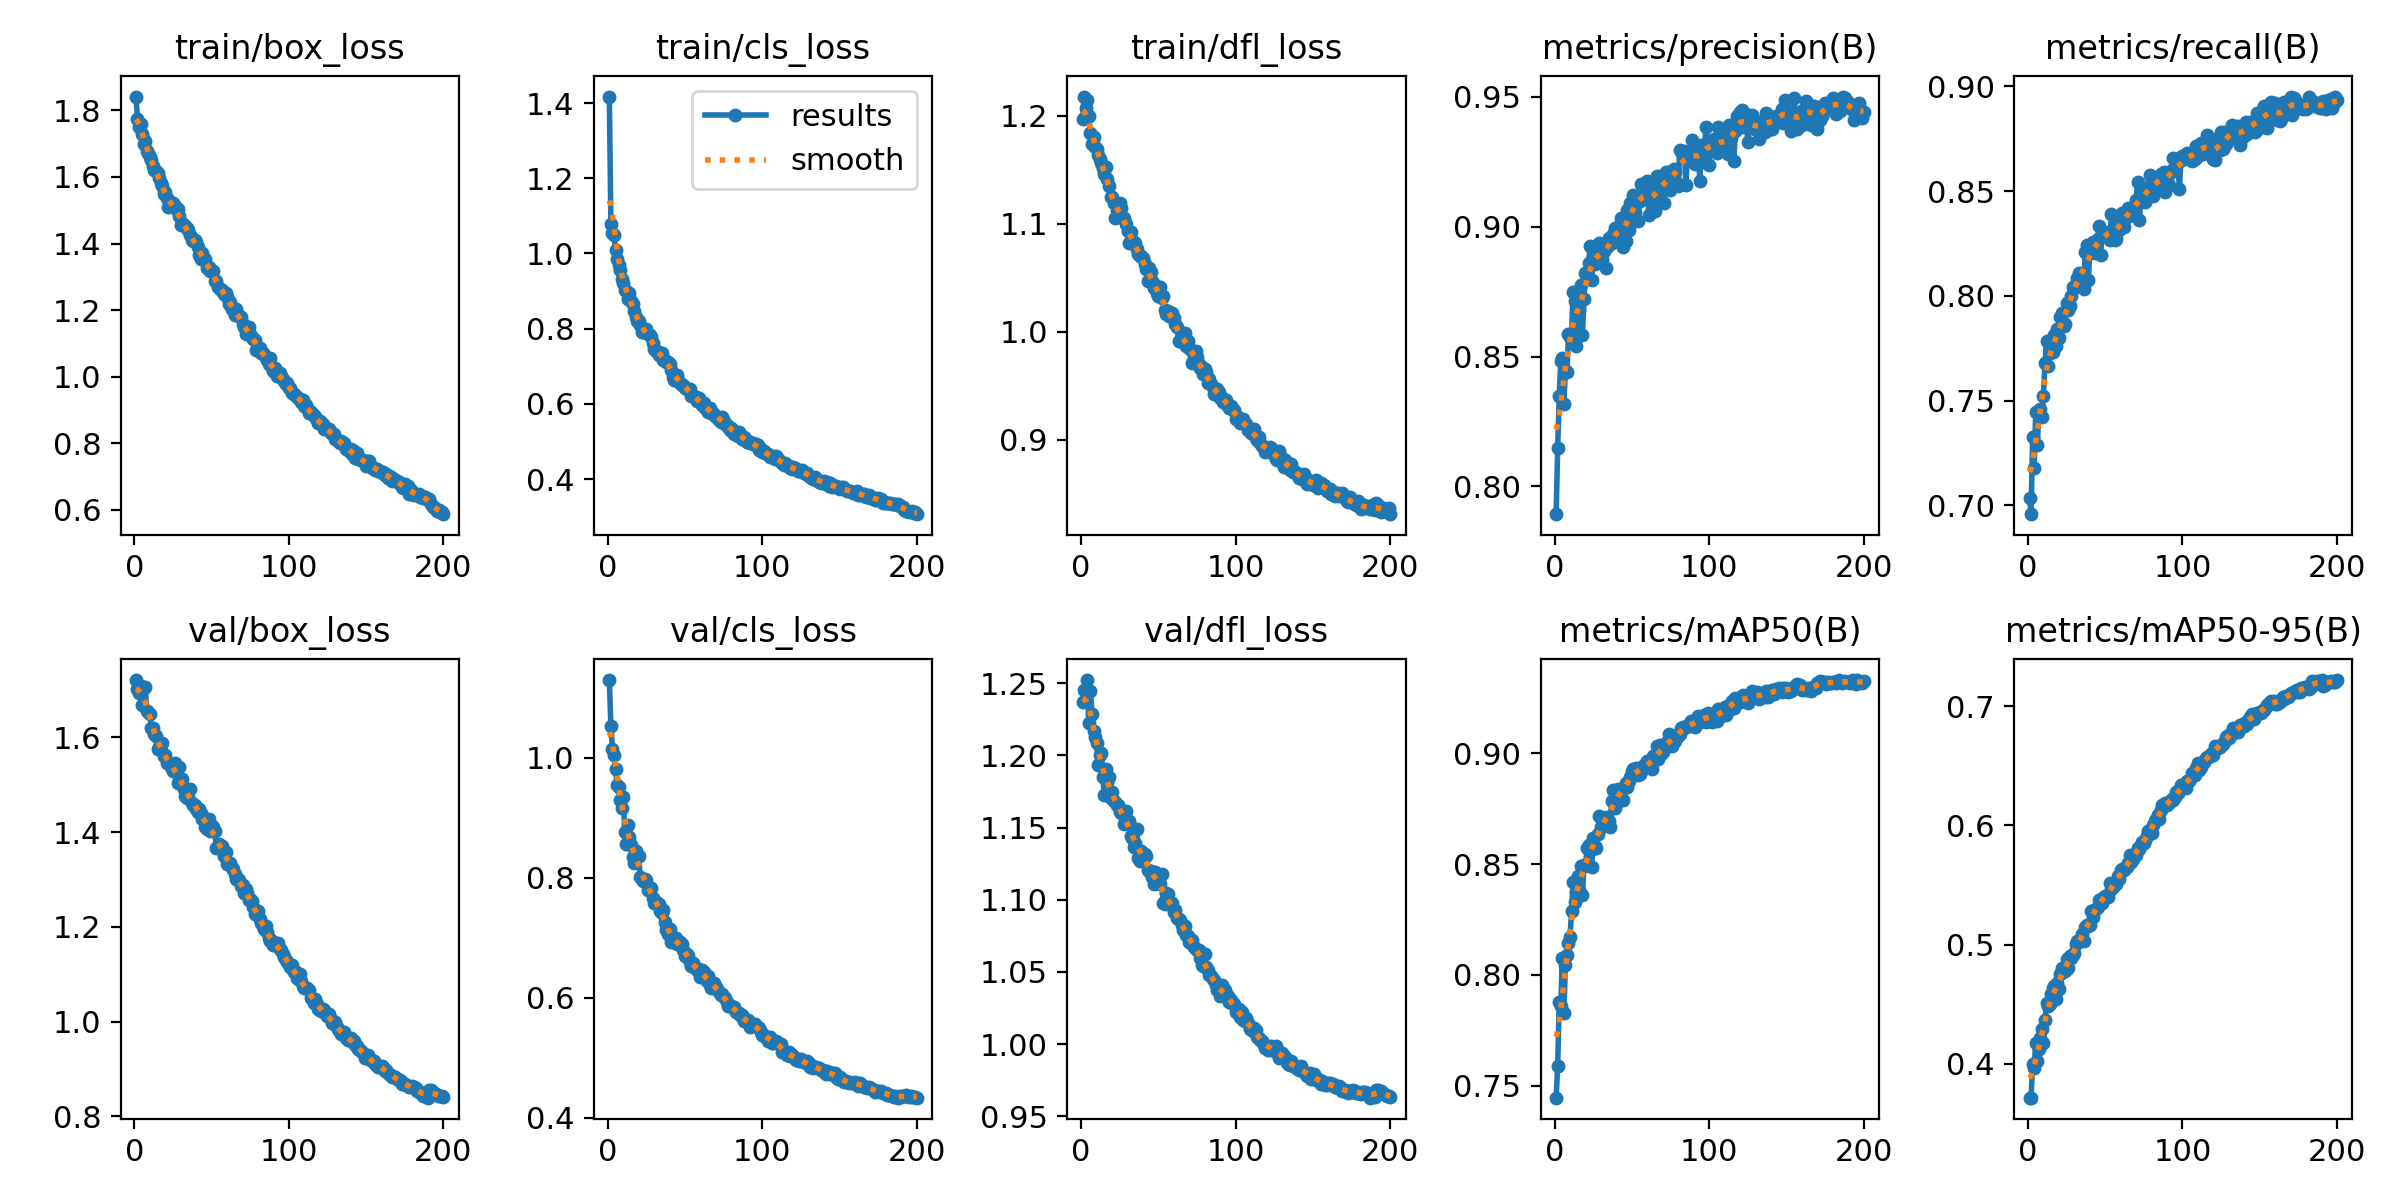 train/box_loss
1.8
1.6
1.4
1.2
1.0
0.8
0.6
0 100 200
train/cls_loss
results
smooth
1.4
1.2
1.0
0.8
0.6
0.4
0 100 200
train/dfl_loss
1.2
1.1
1.0
0.9
0 100 200
metrics/precision(B)
0.95
0.90
0.85
0.80
0 100 200
metrics/recall(B)
0.90
0.85
0.80
0.75
0.70
0 100 200
val/box_loss
1.6
1.4
1.2
1.0
0.8
0 100 200
val/cls_loss
1.0
0.8
0.6
0.4
0 100 200
val/dfl_loss
1.25
1.20
1.15
1.10
1.05
1.00
0.95
0 100 200
metrics/mAP50(B)
0.90
0.85
0.80
0.75
0 100 200
metrics/mAP50-95(B)
0.7
0.6
0.5
0.4
0 100 200